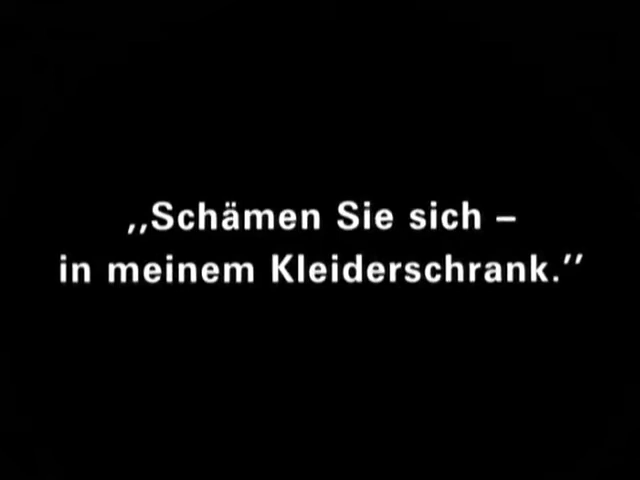 ,,Schämen Sie sich –
in meinem Kleiderschrank.”